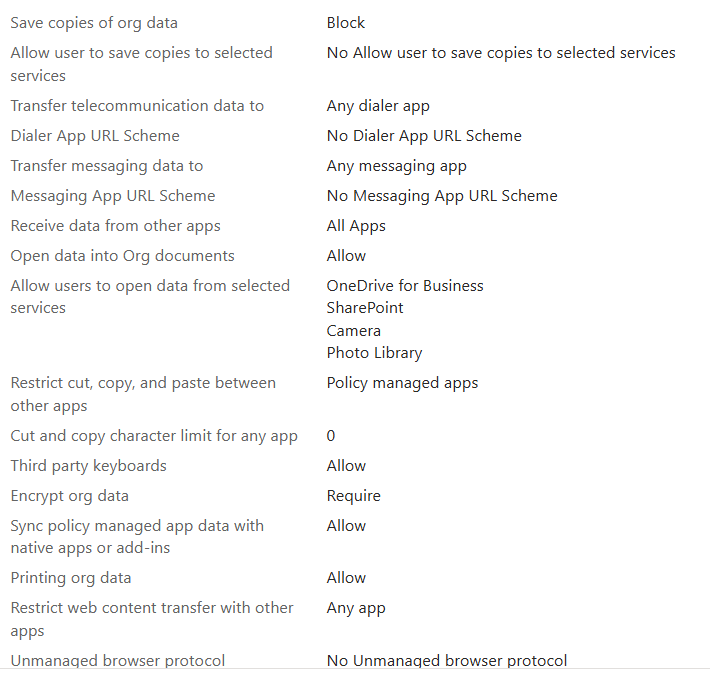 Save copies of org data Block
Allow user to save copies to selected No Allow user to save copies to selected services
services
Transfer telecommunication data to Any dialer app
Dialer App URL Scheme No Dialer App URL Scheme
Transfer messaging data to Any messaging app
Messaging App URL Scheme No Messaging App URL Scheme
Receive data from other apps All Apps
Open data into Org documents Allow
Allow users to open data from selected OneDrive for Business
services SharePoint
Camera
Photo Library
Restrict cut, copy, and paste between Policy managed apps
other apps
Cut and copy character limit for any app 0
Third party keyboards Allow
Encrypt org data Require
Sync policy managed app data with Allow
native apps or add-ins
Printing org data Allow
Restrict web content transfer with other Any app
apps
Unmanaged browser protocol No Unmanaged browser protocol